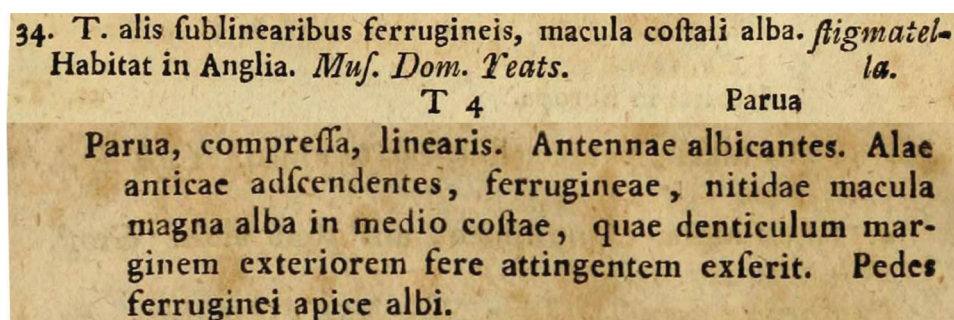 34. T. alis ſublinearibus ferrugineis, macula coſtali alba. ſtigmatel-
Habitat in Anglia. Muſ. Dom. Yeats. la.
T 4 Parua
Parua, compreſſa, linearis. Antennae albicantes. Alae
anticae adſcendentes, ferrugineae, nitidae macula
magna alba in medio coſtae, quae denticulum mar-
ginem exteriorem fere attingentem exſerit. Pedes
ferruginei apice albi.